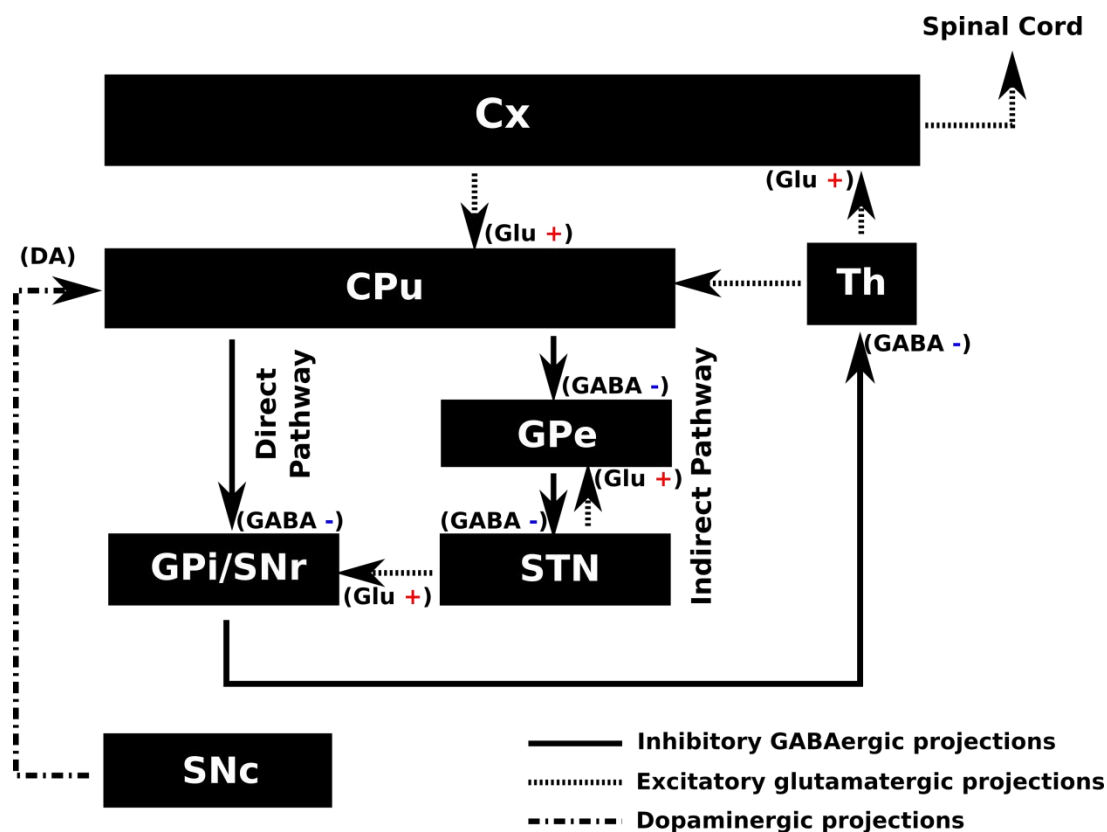 Spinal Cord
Cx
(Glu +)
(Glu +)
(DA)
CPu
Th
(GABA -)
Direct
Pathway
(GABA -)
GPe
(Glu +)
Indirect Pathway
(GABA -)
(GABA -)
GPi/SNr
STN
(Glu +)
SNc
Inhibitory GABAergic projections
Excitatory glutamatergic projections
Dopaminergic projections